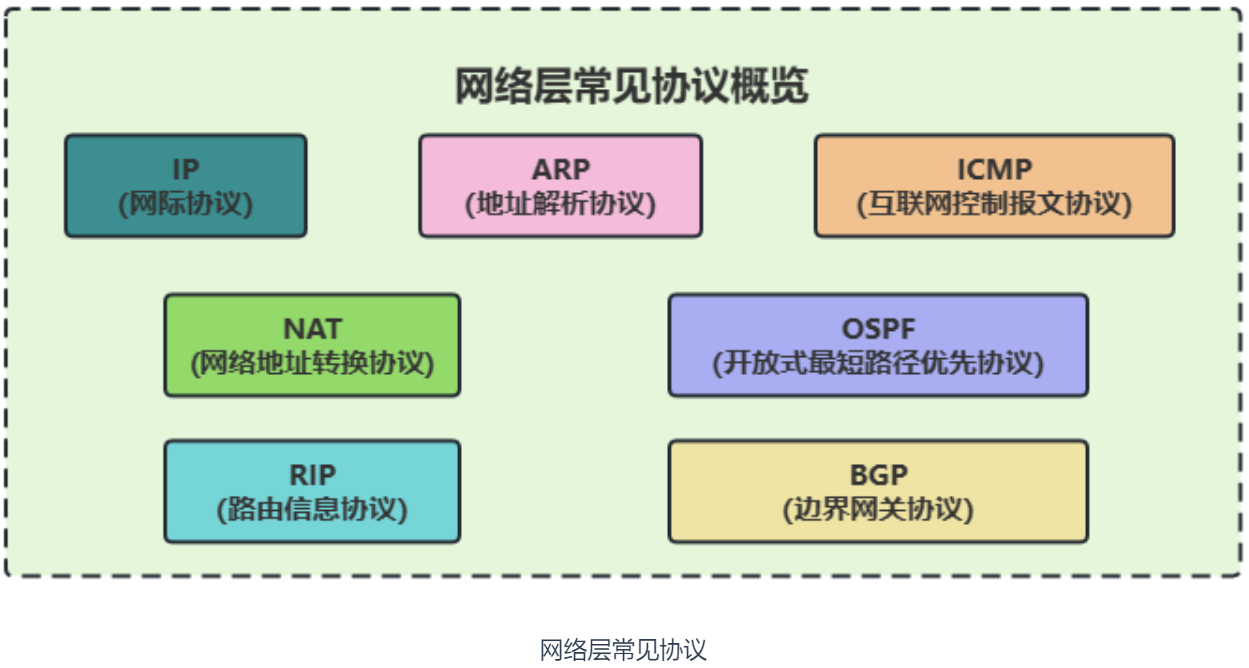 网络层常见协议概览
IP
(网际协议)
ARP
(地址解析协议)
ICMP
(互联网控制报文协议)
NAT
(网络地址转换协议)
OSPF
(开放式最短路径优先协议)
RIP
(路由信息协议)
BGP
(边界网关协议)
网络层常见协议